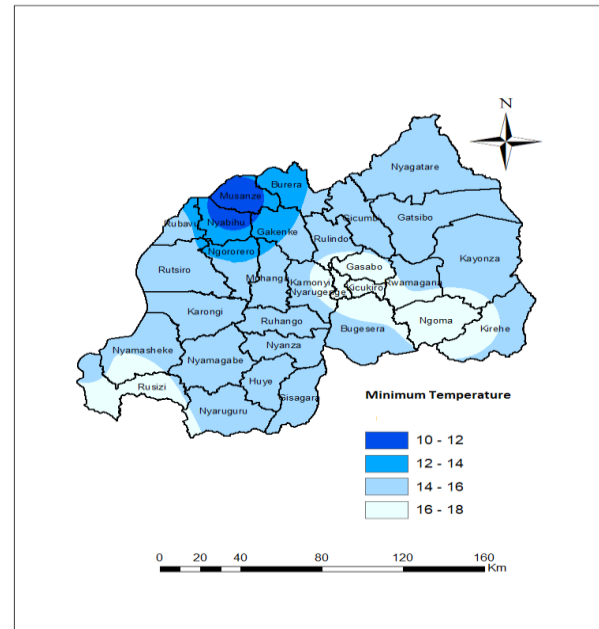 N
Nyagatare
Burera
Musanze
Gicumbi
Gatsibo
Rubavu
Nyabihu
Gakenke
Rulindo
Ngororero
Kayonza
Gasabo
Rutsiro
Muhanga
Kamonyi
Rwamagana
Nyarugenge
Kicukiro
Karongi
Ruhango
Bugesera
Ngoma
Kirehe
Nyamasheke
Nyanza
Nyamagabe
Huye
Rusizi
Gisagara
Nyaruguru
Minimum Temperature
10 - 12
12 - 14
14 - 16
16 - 18
0 20 40 80 120 160
Km